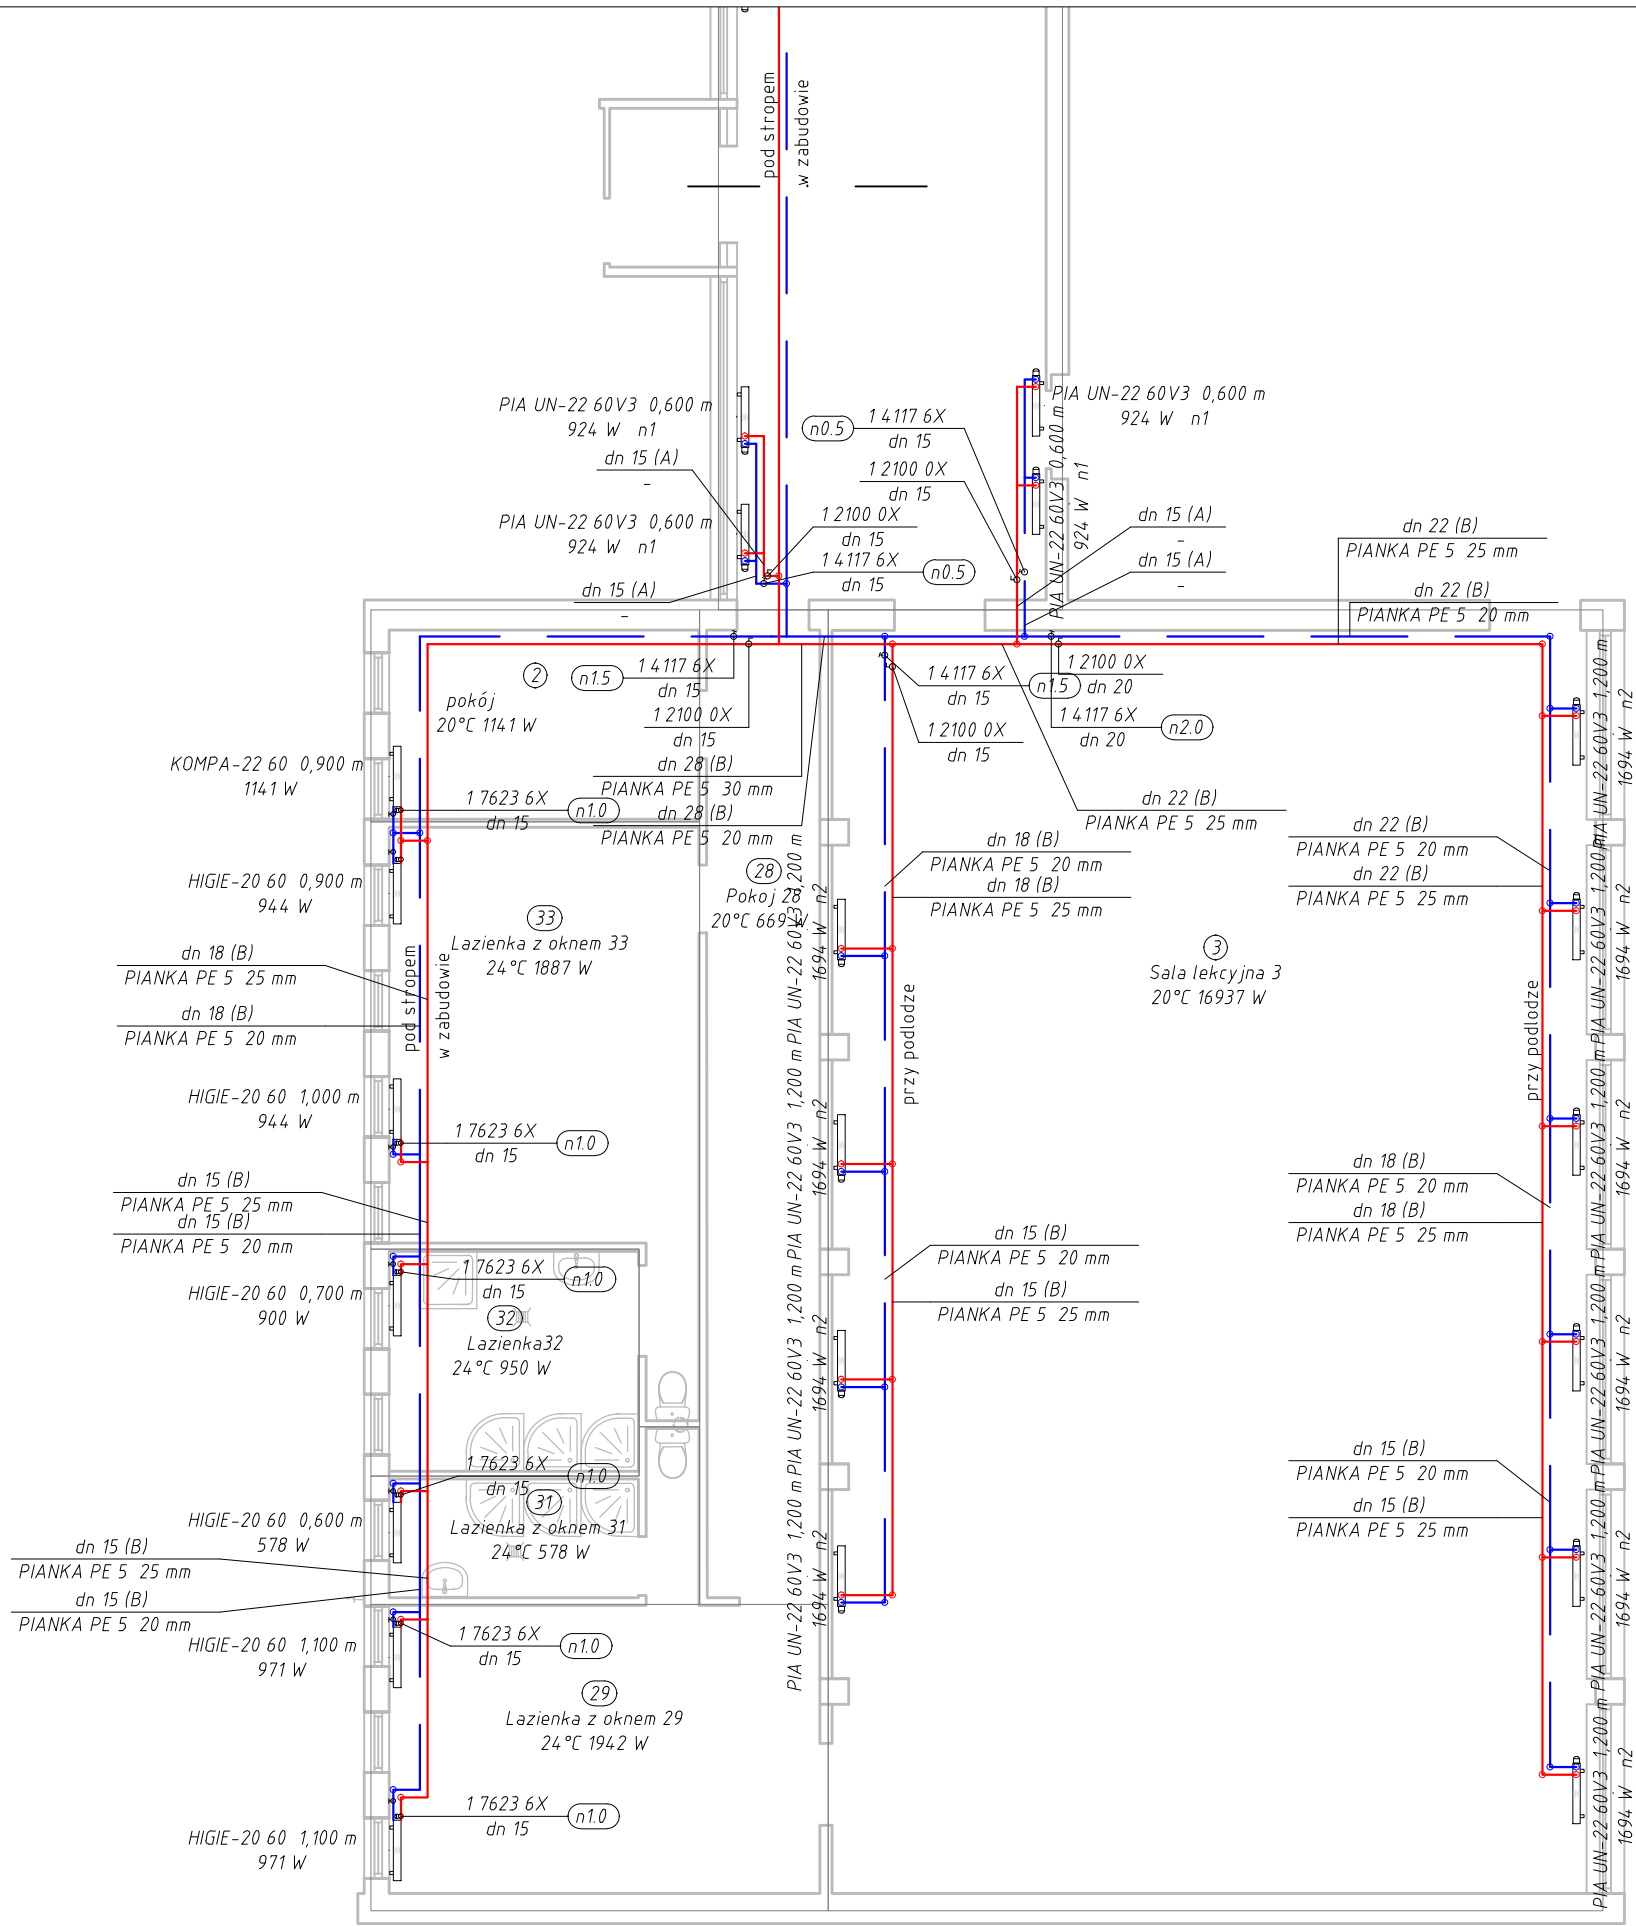 pod stropem
w zabudowie
PIA UN-22 60V3 0,600 m
924 W n1
dn 15 (A)
-
PIA UN-22 60V3 0,600 m
924 W n1
dn 15 (A)
-
n0.5
1 4117 6X
dn 15
1 2100 0X
dn 15
1 2100 0X
dn 15
1 4117 6X
dn 15
n0.5
PIA UN-22 60V3 0,600 m
924 W n1
PIA UN-22 60V3 0,600 m
924 W n1
dn 15 (A)
-
dn 15 (A)
-
dn 22 (B)
PIANKA PE 5 25 mm
dn 22 (B)
PIANKA PE 5 20 mm
2
pokój
20°C 1141 W
n1.5
1 4117 6X
dn 15
1 2100 0X
dn 15
dn 28 (B)
PIANKA PE 5 30 mm
dn 28 (B)
PIANKA PE 5 20 mm
1 4117 6X
dn 15
n1.5
1 2100 0X
dn 15
1 2100 0X
dn 20
1 4117 6X
dn 20
n2.0
dn 22 (B)
PIANKA PE 5 25 mm
KOMPA-22 60 0,900 m
1141 W
1 7623 6X
dn 15
n1.0
HIGIE-20 60 0,900 m
944 W
33
Lazienka z oknem 33
24°C 1887 W
28
Pokoj 28
20°C 669 W
dn 18 (B)
PIANKA PE 5 20 mm
dn 18 (B)
PIANKA PE 5 25 mm
dn 22 (B)
PIANKA PE 5 20 mm
dn 22 (B)
PIANKA PE 5 25 mm
3
Sala lekcyjna 3
20°C 16937 W
dn 18 (B)
PIANKA PE 5 25 mm
dn 18 (B)
PIANKA PE 5 20 mm
pod stropem
w zabudowie
przy podlodze
przy podlodze
HIGIE-20 60 1,000 m
944 W
1 7623 6X
dn 15
n1.0
dn 15 (B)
PIANKA PE 5 25 mm
dn 15 (B)
PIANKA PE 5 20 mm
dn 18 (B)
PIANKA PE 5 20 mm
dn 18 (B)
PIANKA PE 5 25 mm
HIGIE-20 60 0,700 m
900 W
1 7623 6X
dn 15
n1.0
32
Lazienka32
24°C 950 W
dn 15 (B)
PIANKA PE 5 20 mm
dn 15 (B)
PIANKA PE 5 25 mm
dn 15 (B)
PIANKA PE 5 20 mm
dn 15 (B)
PIANKA PE 5 25 mm
1 7623 6X
dn 15
n1.0
31
Lazienka z oknem 31
24°C 578 W
HIGIE-20 60 0,600 m
578 W
dn 15 (B)
PIANKA PE 5 25 mm
dn 15 (B)
PIANKA PE 5 20 mm
HIGIE-20 60 1,100 m
971 W
1 7623 6X
dn 15
n1.0
29
Lazienka z oknem 29
24°C 1942 W
1 7623 6X
dn 15
n1.0
HIGIE-20 60 1,100 m
971 W
PIA UN-22 60V3 1,200 m
1694 W n2
PIA UN-22 60V3 1,200 m
1694 W n2
PIA UN-22 60V3 1,200 m
1694 W n2
PIA UN-22 60V3 1,200 m
1694 W n2
PIA UN-22 60V3 1,200 m
1694 W n2
PIA UN-22 60V3 1,200 m
1694 W n2
PIA UN-22 60V3 1,200 m
1694 W n2
PIA UN-22 60V3 1,200 m
1694 W n2
PIA UN-22 60V3 1,200 m
1694 W n2
PIA UN-22 60V3 1,200 m
1694 W n2